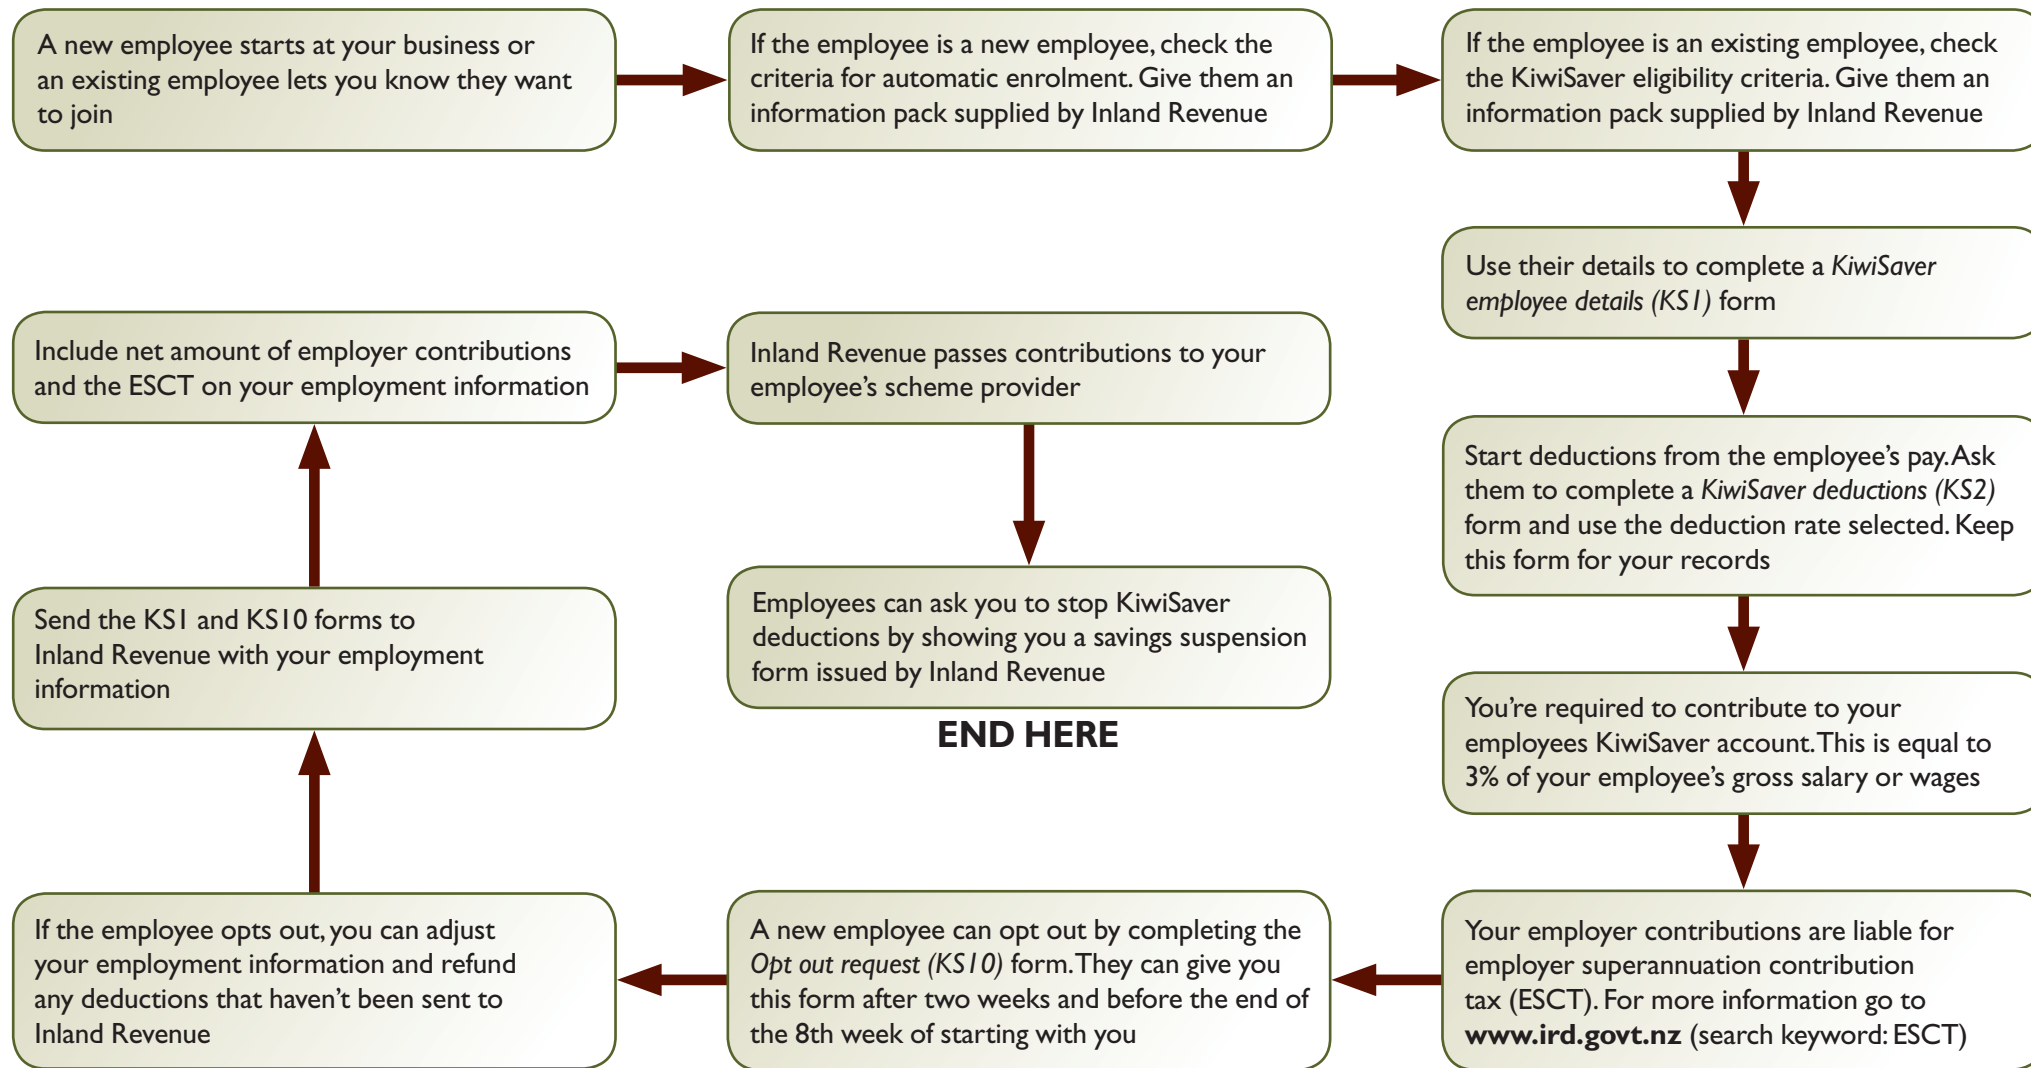 A new employee starts at your business or
an existing employee lets you know they want
to join
If the employee is a new employee, check the
criteria for automatic enrolment. Give them an
information pack supplied by Inland Revenue
If the employee is an existing employee, check
the KiwiSaver eligibility criteria. Give them an
information pack supplied by Inland Revenue
Use their details to complete a KiwiSaver
employee details (KS1) form
Start deductions from the employee's pay. Ask
them to complete a KiwiSaver deductions (KS2)
form and use the deduction rate selected. Keep
this form for your records
You're required to contribute to your
employees KiwiSaver account. This is equal to
3% of your employee's gross salary or wages
Your employer contributions are liable for
employer superannuation contribution
tax (ESCT). For more information go to
www.ird.govt.nz (search keyword: ESCT)
A new employee can opt out by completing the
Opt out request (KS10) form. They can give you
this form after two weeks and before the end of
the 8th week of starting with you
If the employee opts out, you can adjust
your employment information and refund
any deductions that haven't been sent to
Inland Revenue
Send the KS1 and KS10 forms to
Inland Revenue with your employment
information
Include net amount of employer contributions
and the ESCT on your employment information
Inland Revenue passes contributions to your
employee's scheme provider
Employees can ask you to stop KiwiSaver
deductions by showing you a savings suspension
form issued by Inland Revenue
END HERE